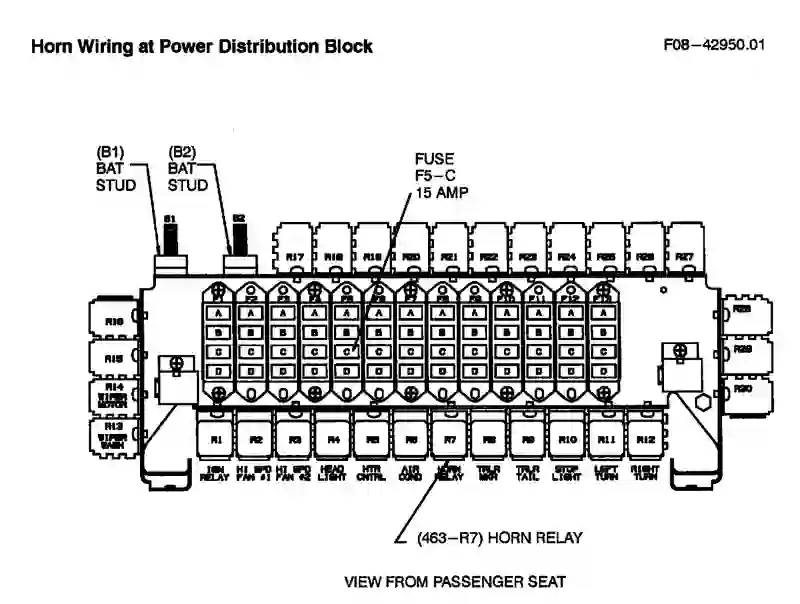 Horn Wiring at Power Distribution Block
F08-42950.01
(B1)
BAT
STUD
(B2)
BAT
STUD
FUSE
F5-C
15 AMP
B1
B2
R17 R18 R19 R20 R21 R22 R23 R24 R25 R26 R27
F1 F2 F3 F4 F5 F6 F7 F8 F9 F10 F11 F12 F13
A A A A A A A A A A A A A
B B B B B B B B B B B B B
C C C C C C C C C C C C C
D D D D D D D D D D D D D
R16
R15
R14
WIPER
MOTOR
R13
WIPER
WASH
R28
R29
R30
R1 R2 R3 R4 R5 R6 R7 R8 R9 R10 R11 R12
IGN HI SPD HI SPD HEAD HTR AIR HORN TRLR TRLR STOP LEFT RIGHT
RELAY FAN #1 FAN #2 LIGHT CNTRL COND RELAY MKR TAIL LIGHT TURN TURN
(463-R7) HORN RELAY
VIEW FROM PASSENGER SEAT